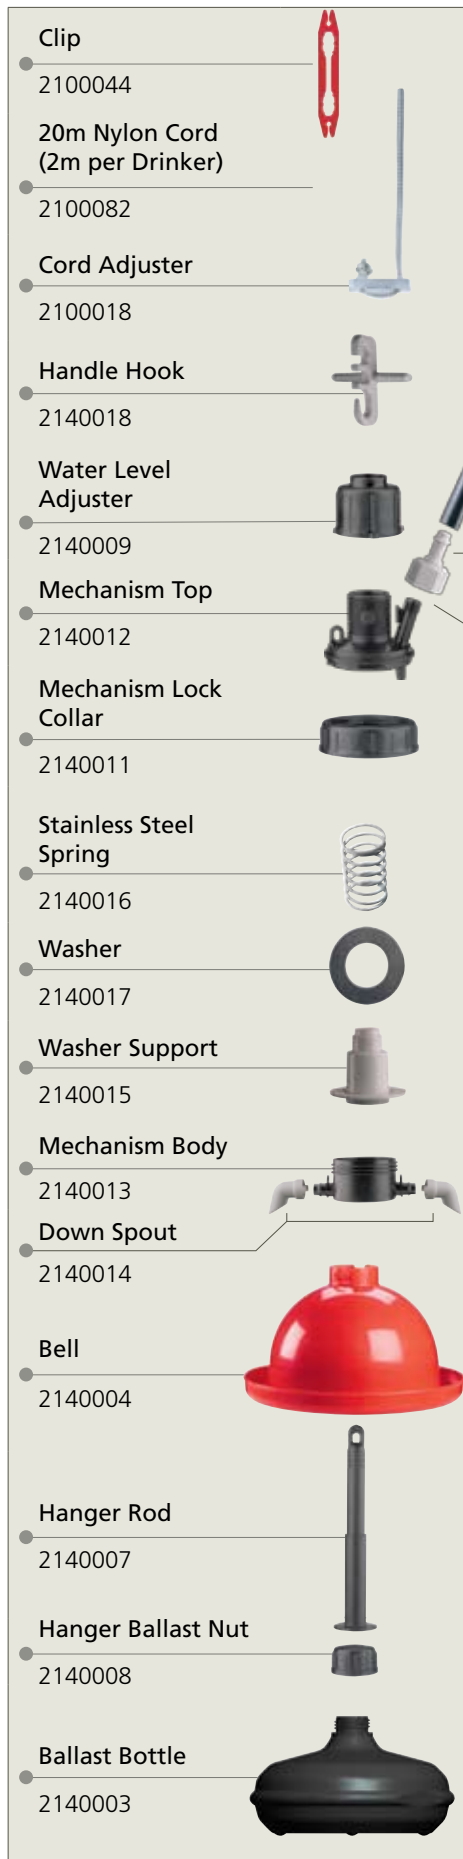 Clip
2100044
20m Nylon Cord
(2m per Drinker)
2100082
Cord Adjuster
2100018
Handle Hook
2140018
Water Level
Adjuster
2140009
Mechanism Top
2140012
Mechanism Lock
Collar
2140011
Stainless Steel
Spring
2140016
Washer
2140017
Washer Support
2140015
Mechanism Body
2140013
Down Spout
2140014
Bell
2140004
Hanger Rod
2140007
Hanger Ballast Nut
2140008
Ballast Bottle
2140003